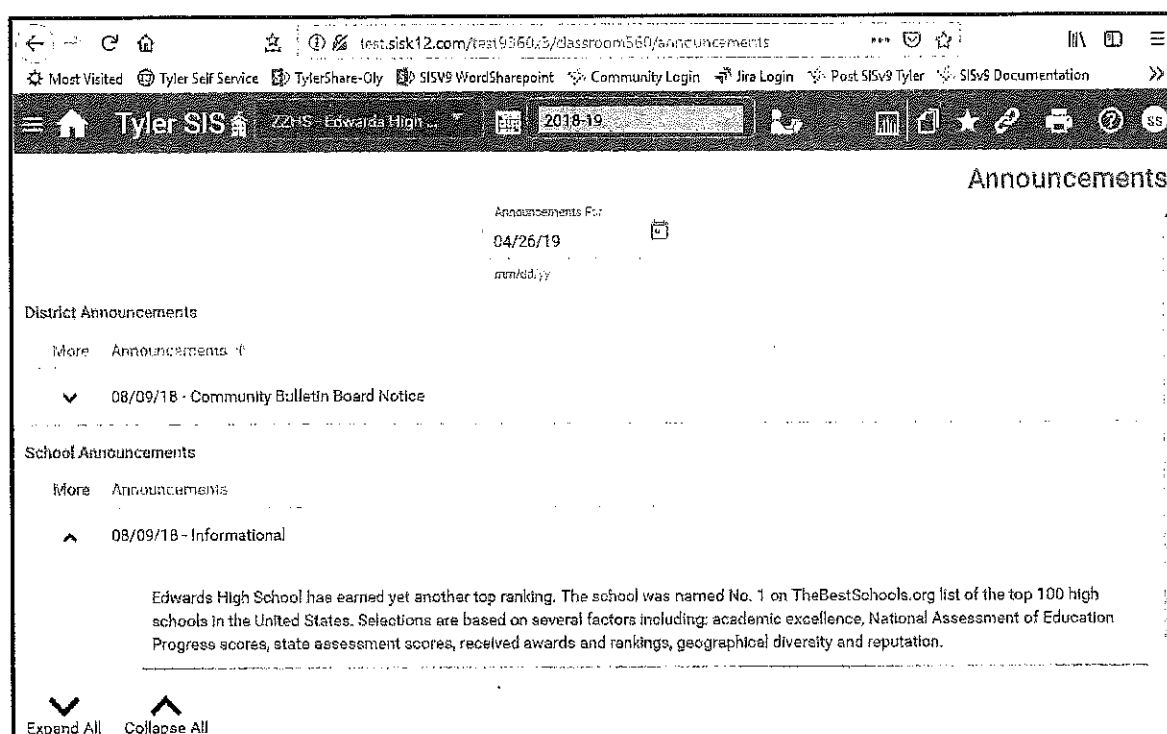 test.sisk12.com/test9360x5/classroom360/announcements
Most Visited Tyler Self Service TylerShare-Oly SISV9 WordSharepoint Community Login Jira Login Post SISv9 Tyler SISv9 Documentation
Tyler SIS ZZHS - Edwards High ... 2018-19 SS
Announcements
Announcements For
04/26/19
mm/dd/yy
District Announcements
More Announcements
08/09/18 - Community Bulletin Board Notice
School Announcements
More Announcements
08/09/18 - Informational
Edwards High School has earned yet another top ranking. The school was named No. 1 on TheBestSchools.org list of the top 100 high
schools in the United States. Selections are based on several factors including: academic excellence, National Assessment of Education
Progress scores, state assessment scores, received awards and rankings, geographical diversity and reputation.
Expand All Collapse All